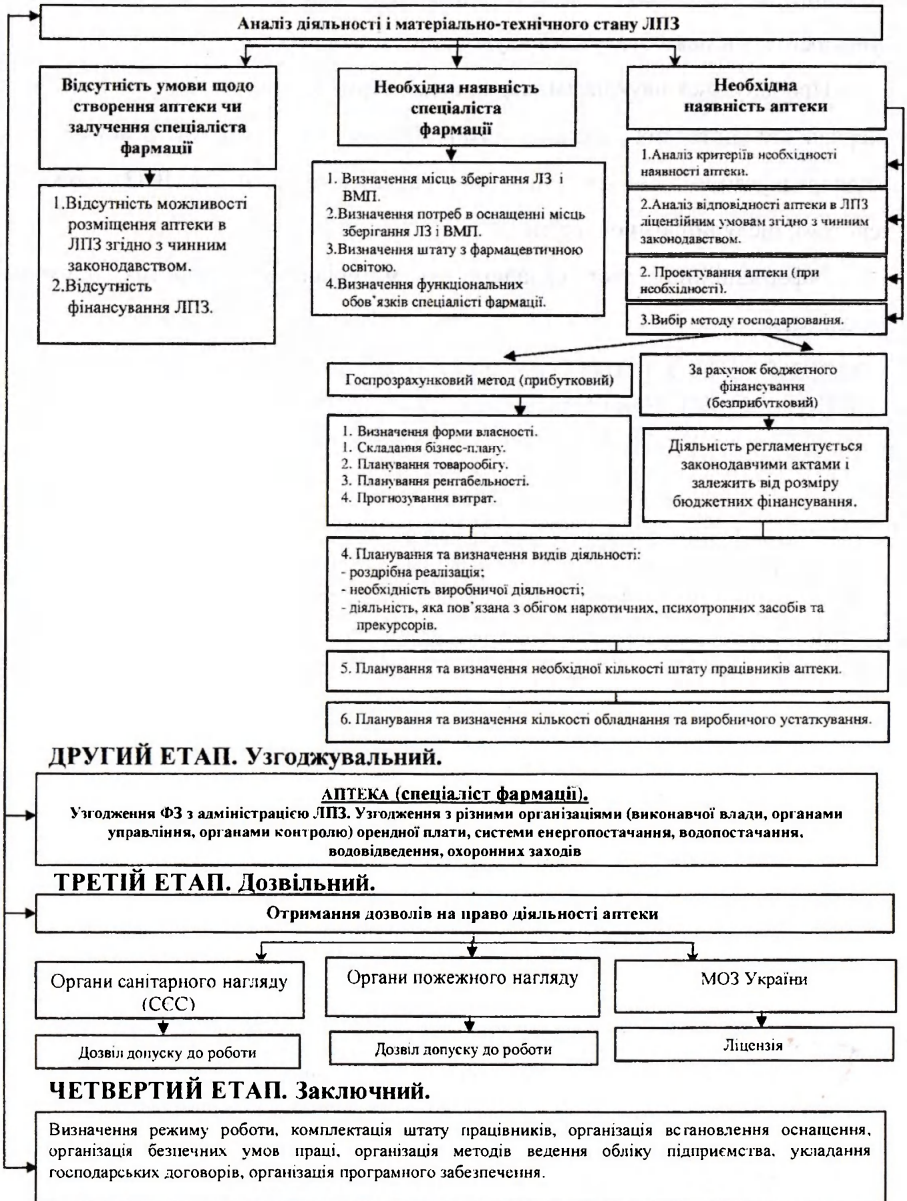 Аналіз діяльності і матеріально-технічного стану ЛПЗ
Відсутність умови щодо
створення аптеки чи
залучення спеціаліста
фармації
Необхідна наявність
спеціаліста
фармації
Необхідна
наявність аптеки
1.Відсутність можливості
розміщення аптеки в
ЛПЗ згідно з чинним
законодавством.
2.Відсутність
фінансування ЛПЗ.
1. Визначення місць зберігання ЛЗ і
ВМП.
2.Визначення потреб в оснащенні місць
зберігання ЛЗ і ВМП.
3.Визначення штату з фармацевтичною
освітою.
4.Визначення функціональних
обов'язків спеціалісті фармації.
1.Аналіз критеріїв необхідності
наявності аптеки.
2.Аналіз відповідності аптеки в ЛПЗ
ліцензійним умовам згідно з чинним
законодавством.
2. Проектування аптеки (при
необхідності).
3.Вибір методу господарювання.
Госпрозрахунковий метод (прибутковий)
За рахунок бюджетного
фінансування
(безприбутковий)
1. Визначення форми власності.
1. Складання бізнес-плану.
2. Планування товарообігу.
3. Планування рентабельності.
4. Прогнозування витрат.
Діяльність регламентується
законодавчими актами і
залежить від розміру
бюджетних фінансування.
4. Планування та визначення видів діяльності:
- роздрібна реалізація;
- необхідність виробничої діяльності;
- діяльність, яка пов'язана з обігом наркотичних, психотропних засобів та
прекурсорів.
5. Планування та визначення необхідної кількості штату працівників аптеки.
6. Планування та визначення кількості обладнання та виробничого устаткування.
ДРУГИЙ ЕТАП. Узгоджувальний.
АПТЕКА (спеціаліст фармації).
Узгодження ФЗ з адміністрацією ЛПЗ. Узгодження з різними організаціями (виконавчої влади, органами
управління, органами контролю) орендної плати, системи енергопостачання, водопостачання,
водовідведення, охоронних заходів
ТРЕТІЙ ЕТАП. Дозвільний.
Отримання дозволів на право діяльності аптеки
Органи санітарного нагляду
(СЄС)
Органи пожежного нагляду
МОЗ України
Дозвіл допуску до роботи
Дозвіл допуску до роботи
Ліцензія
ЧЕТВЕРТИЙ ЕТАП. Заключний.
Визначення режиму роботи, комплектація штату працівників, організація встановлення оснащення,
організація безпечних умов праці, організація методів ведення обліку підприємства, укладання
господарських договорів, організація програмного забезпечення.